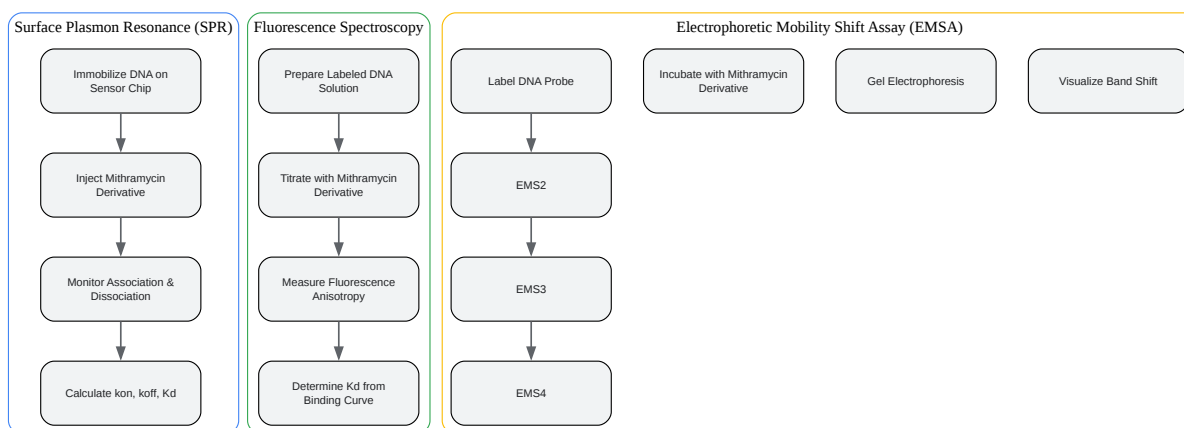 Surface Plasmon Resonance (SPR)
Immobilize DNA on
Sensor Chip
Inject Mithramycin
Derivative
Monitor Association &
Dissociation
Calculate kon, koff, Kd
Fluorescence Spectroscopy
Prepare Labeled DNA
Solution
Titrate with Mithramycin
Derivative
Measure Fluorescence
Anisotropy
Determine Kd from
Binding Curve
Electrophoretic Mobility Shift Assay (EMSA)
Label DNA Probe
EMS2
EMS3
EMS4
Incubate with Mithramycin
Derivative
Gel Electrophoresis
Visualize Band Shift